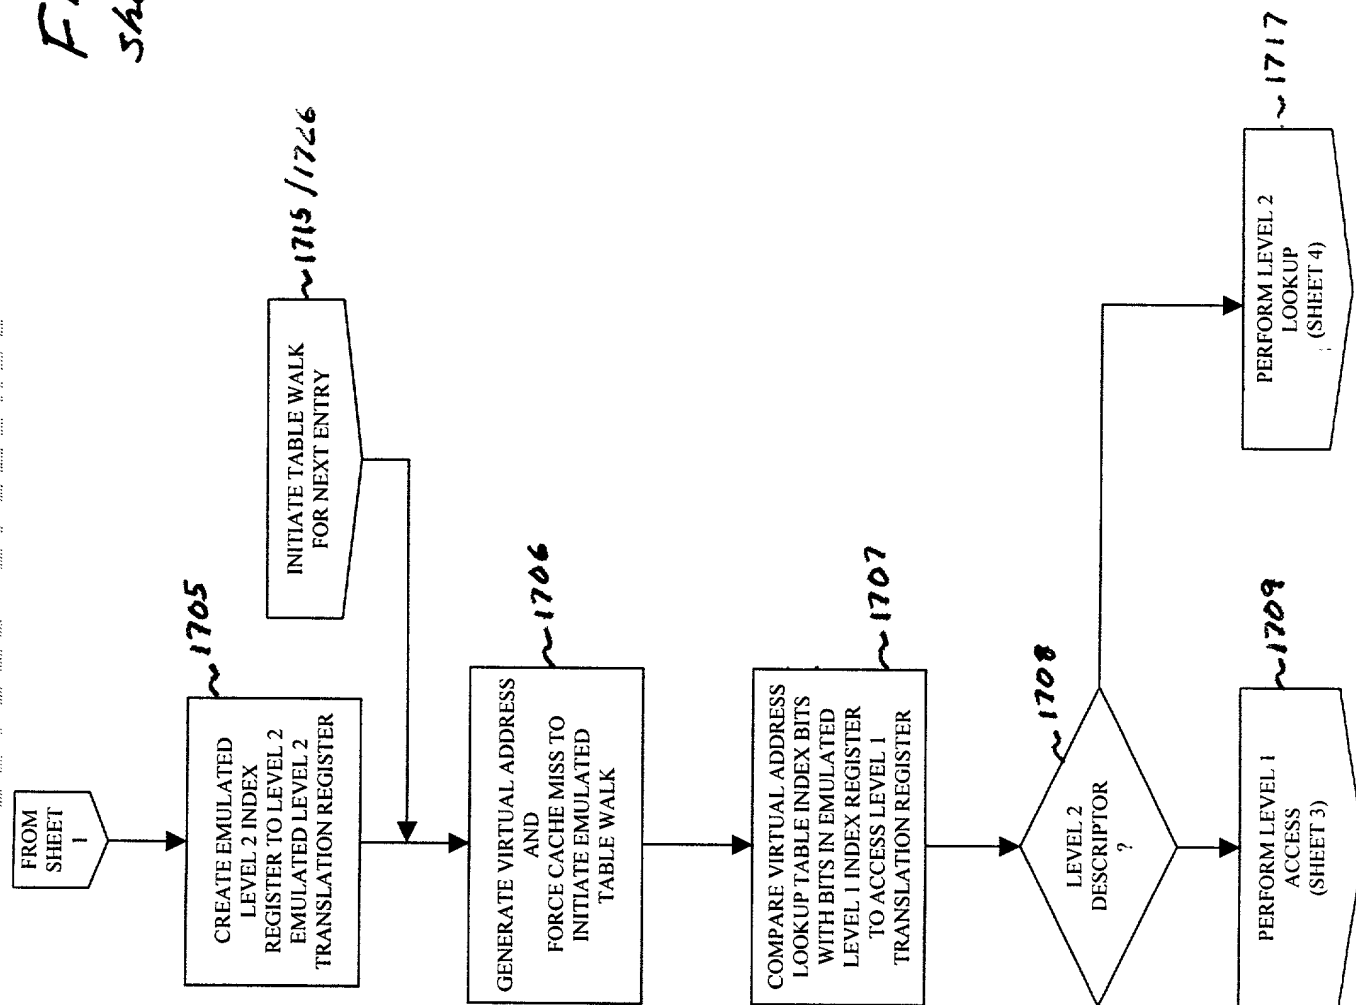 FROM
SHEET
1
CREATE EMULATED
LEVEL 2 INDEX
REGISTER TO LEVEL 2
EMULATED LEVEL 2
TRANSLATION REGISTER
1705
INITIATE TABLE WALK
FOR NEXT ENTRY
1715/1726
GENERATE VIRTUAL ADDRESS
AND
FORCE CACHE MISS TO
INITIATE EMULATED
TABLE WALK
1706
COMPARE VIRTUAL ADDRESS
LOOKUP TABLE INDEX BITS
WITH BITS IN EMULATED
LEVEL 1 INDEX REGISTER
TO ACCESS LEVEL 1
TRANSLATION REGISTER
1707
LEVEL 2
DESCRIPTOR
?
1708
PERFORM LEVEL 1
ACCESS
(SHEET 3)
1709
PERFORM LEVEL 2
LOOKUP
(SHEET 4)
1717